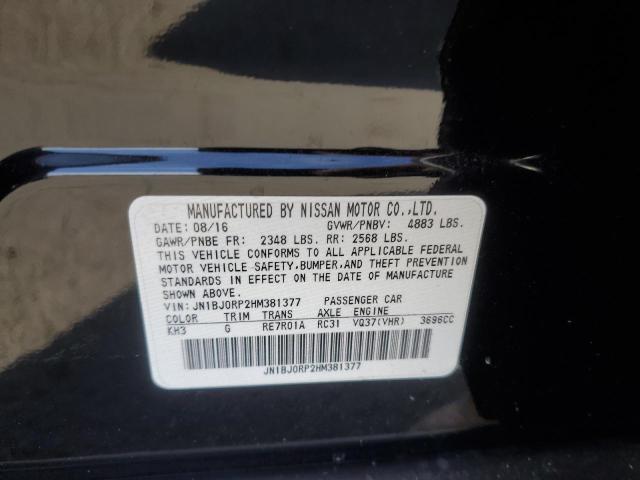 MANUFACTURED BY NISSAN MOTOR CO.,LTD.
DATE: 08/16 GVWR/PNBV: 4883 LBS.
GAWR/PNBE FR: 2348 LBS. RR: 2568 LBS.
THIS VEHICLE CONFORMS TO ALL APPLICABLE FEDERAL
MOTOR VEHICLE SAFETY,BUMPER,AND THEFT PREVENTION
STANDARDS IN EFFECT ON THE DATE OF MANUFACTURE
SHOWN ABOVE.
VIN: JN1BJ0RP2HM381377 PASSENGER CAR
COLOR TRIM TRANS AXLE ENGINE
KH3 G RE7R01A RC31 VQ37(VHR) 3696CC
JN1BJ0RP2HM381377